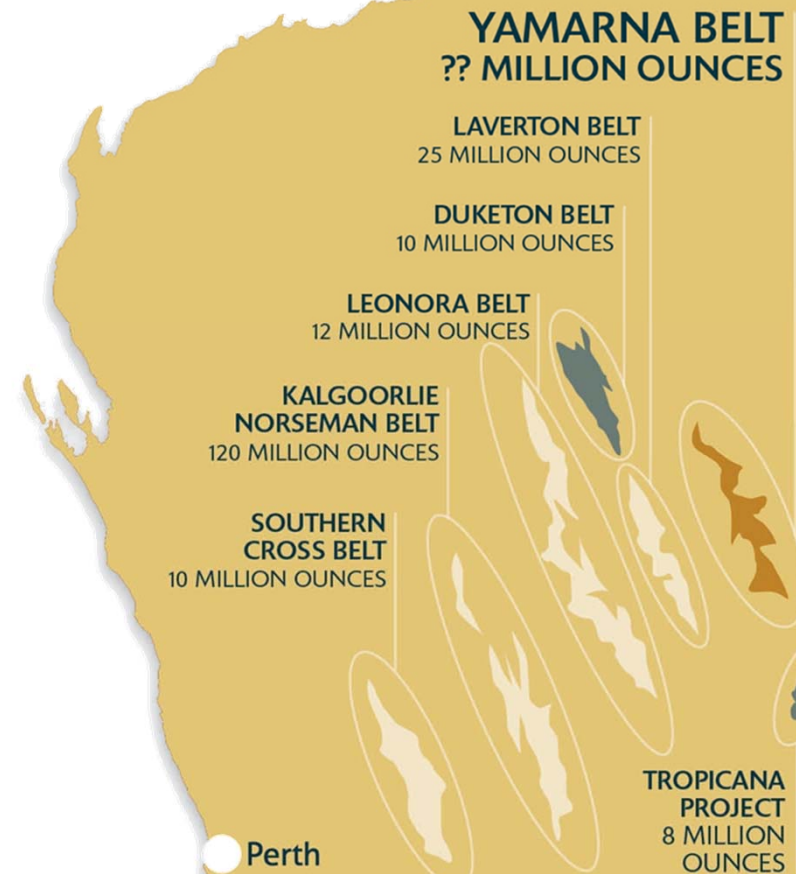 YAMARNA BELT
?? MILLION OUNCES
LAVERTON BELT
25 MILLION OUNCES
DUKETON BELT
10 MILLION OUNCES
LEONORA BELT
12 MILLION OUNCES
KALGOORLIE
NORSEMAN BELT
120 MILLION OUNCES
SOUTHERN
CROSS BELT
10 MILLION OUNCES
TROPICANA
PROJECT
8 MILLION
OUNCES
Perth